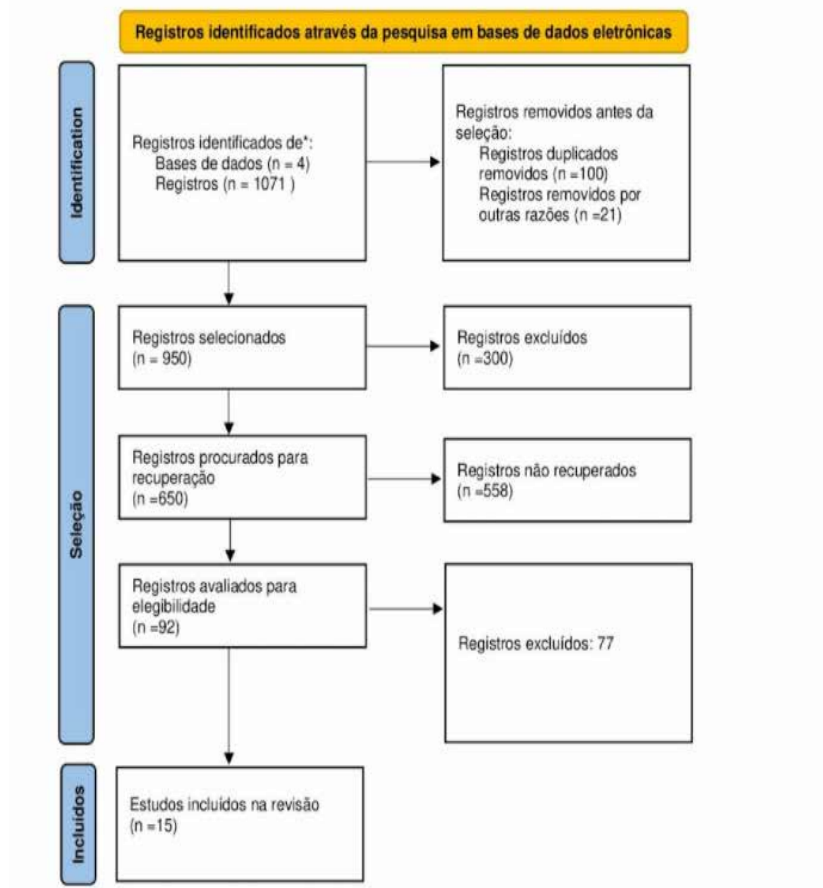 Registros identificados através da pesquisa em bases de dados eletrônicas
Identification
Registros identificados de*:
Bases de dados (n = 4)
Registros (n = 1071 )
Registros removidos antes da
seleção:
Registros duplicados
removidos (n =100)
Registros removidos por
outras razões (n =21)
Seleção
Registros selecionados
(n = 950)
Registros excluídos
(n =300)
Registros procurados para
recuperação
(n =650)
Registros não recuperados
(n =558)
Registros avaliados para
elegibilidade
(n =92)
Registros excluídos: 77
Incluídos
Estudos incluídos na revisão
(n =15)